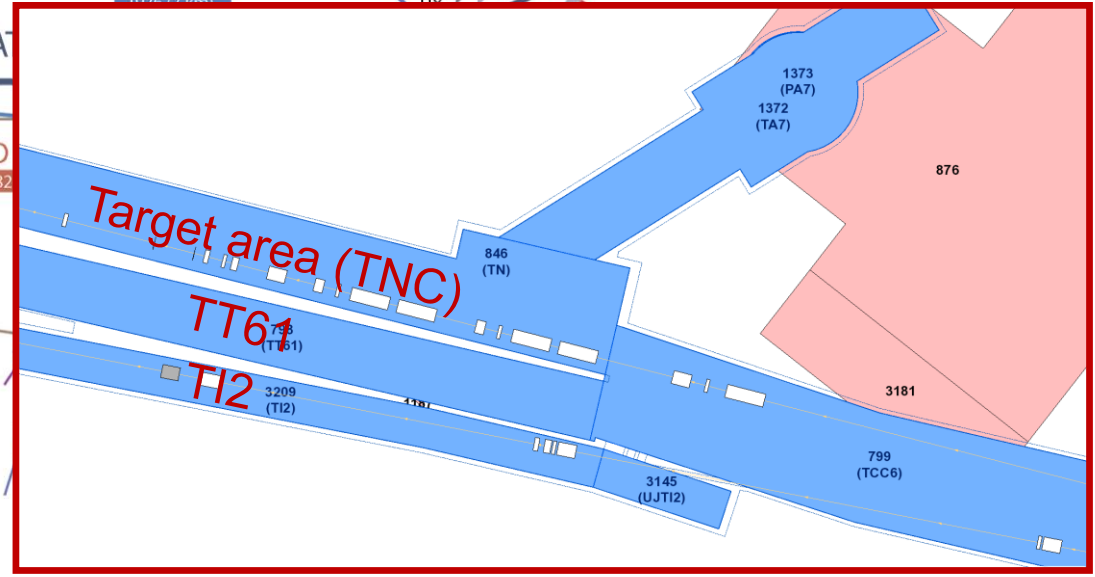 1373
(PA7)
1372
(TA7)
876
Target area (TNC)
846
(TN)
TT61
(TT61)
TI2
3209
(TI2)
3181
799
(TCC6)
3145
(UJTI2)